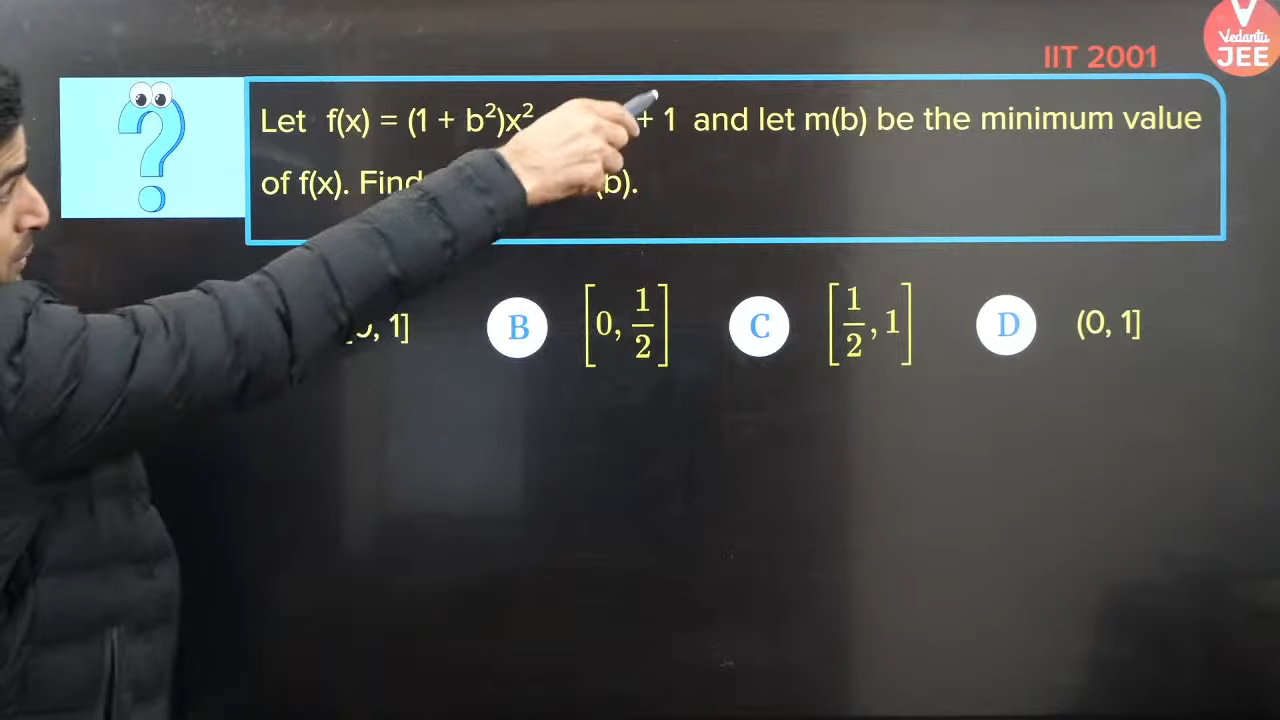 Vedantu
JEE
IIT 2001
Let f(x) = (1 + b²)x² + 1 and let m(b) be the minimum value
of f(x). Find (b).
, 1]
B [0, 1/2]
C [1/2, 1]
D (0, 1]